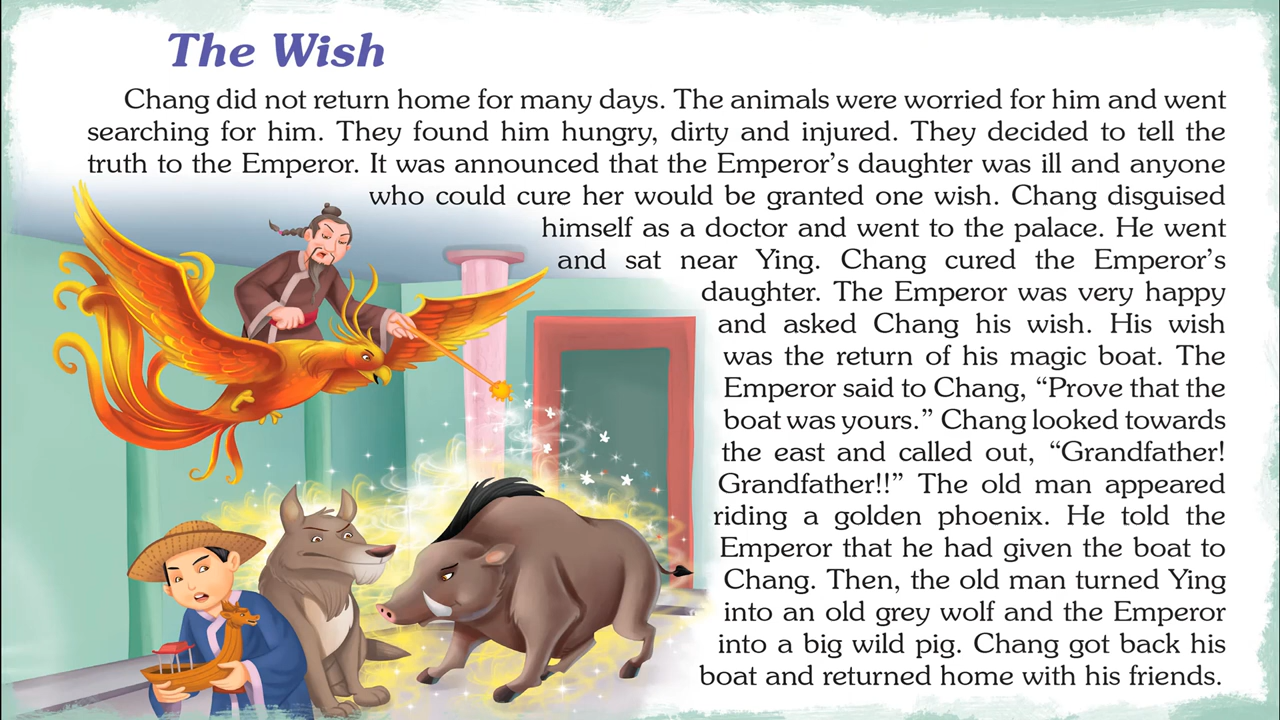 The Wish
Chang did not return home for many days. The animals were worried for him and went
searching for him. They found him hungry, dirty and injured. They decided to tell the
truth to the Emperor. It was announced that the Emperor’s daughter was ill and anyone
who could cure her would be granted one wish. Chang disguised
himself as a doctor and went to the palace. He went
and sat near Ying. Chang cured the Emperor’s
daughter. The Emperor was very happy
and asked Chang his wish. His wish
was the return of his magic boat. The
Emperor said to Chang, “Prove that the
boat was yours.” Chang looked towards
the east and called out, “Grandfather!
Grandfather!!” The old man appeared
riding a golden phoenix. He told the
Emperor that he had given the boat to
Chang. Then, the old man turned Ying
into an old grey wolf and the Emperor
into a big wild pig. Chang got back his
boat and returned home with his friends.